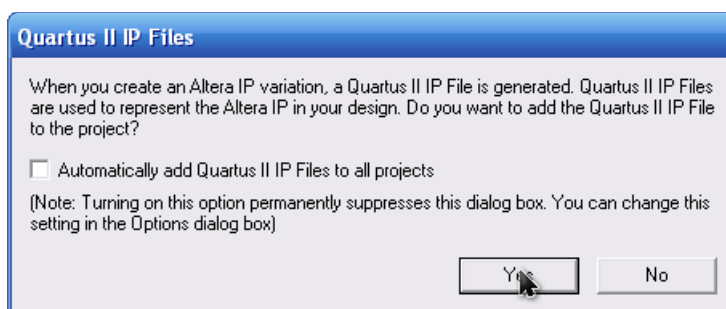 Quartus II IP Files
When you create an Altera IP variation, a Quartus II IP File is generated. Quartus II IP Files
are used to represent the Altera IP in your design. Do you want to add the Quartus II IP File
to the project?
Automatically add Quartus II IP Files to all projects
(Note: Turning on this option permanently suppresses this dialog box. You can change this
setting in the Options dialog box)
Yes No